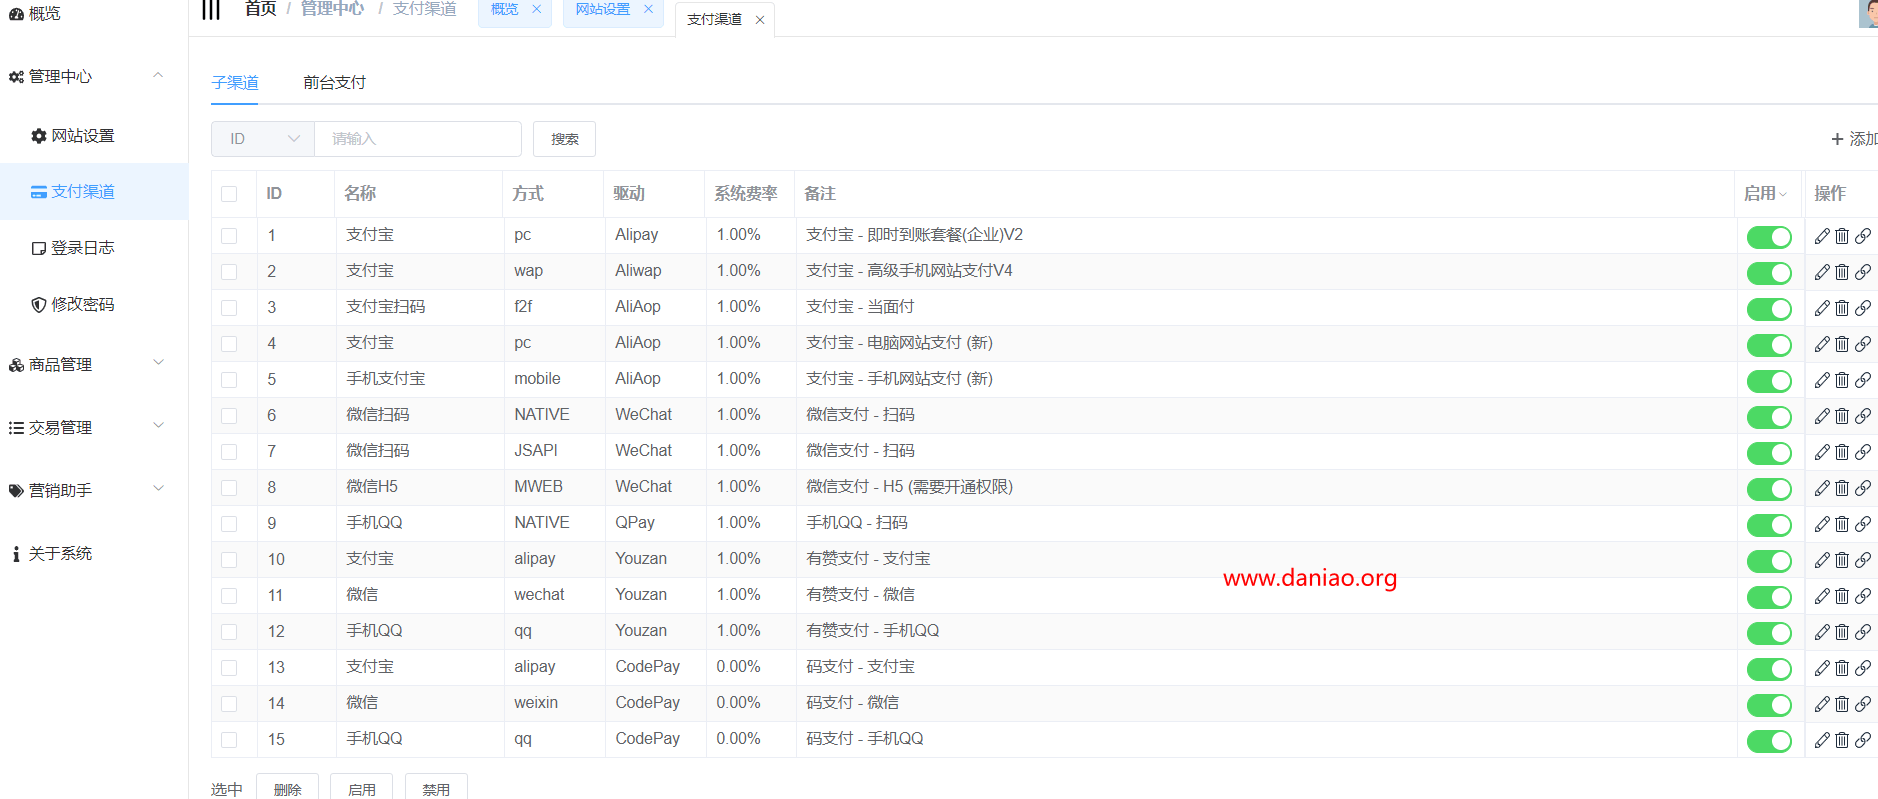 概览
首页 / 管理中心 / 支付渠道
概览 ×
网站设置 ×
支付渠道 ×
管理中心
网站设置
支付渠道
登录日志
修改密码
商品管理
交易管理
营销助手
关于系统
子渠道 前台支付
ID 请输入 搜索 + 添加
ID 名称 方式 驱动 系统费率 备注 启用 操作
1 支付宝 pc Alipay 1.00% 支付宝 - 即时到账套餐(企业)V2
2 支付宝 wap Aliwap 1.00% 支付宝 - 高级手机网站支付V4
3 支付宝扫码 f2f AliAop 1.00% 支付宝 - 当面付
4 支付宝 pc AliAop 1.00% 支付宝 - 电脑网站支付 (新)
5 手机支付宝 mobile AliAop 1.00% 支付宝 - 手机网站支付 (新)
6 微信扫码 NATIVE WeChat 1.00% 微信支付 - 扫码
7 微信扫码 JSAPI WeChat 1.00% 微信支付 - 扫码
8 微信H5 MWEB WeChat 1.00% 微信支付 - H5 (需要开通权限)
9 手机QQ NATIVE QPay 1.00% 手机QQ - 扫码
10 支付宝 alipay Youzan 1.00% 有赞支付 - 支付宝
www.daniao.org
11 微信 wechat Youzan 1.00% 有赞支付 - 微信
12 手机QQ qq Youzan 1.00% 有赞支付 - 手机QQ
13 支付宝 alipay CodePay 0.00% 码支付 - 支付宝
14 微信 weixin CodePay 0.00% 码支付 - 微信
15 手机QQ qq CodePay 0.00% 码支付 - 手机QQ
选中 删除 启用 禁用